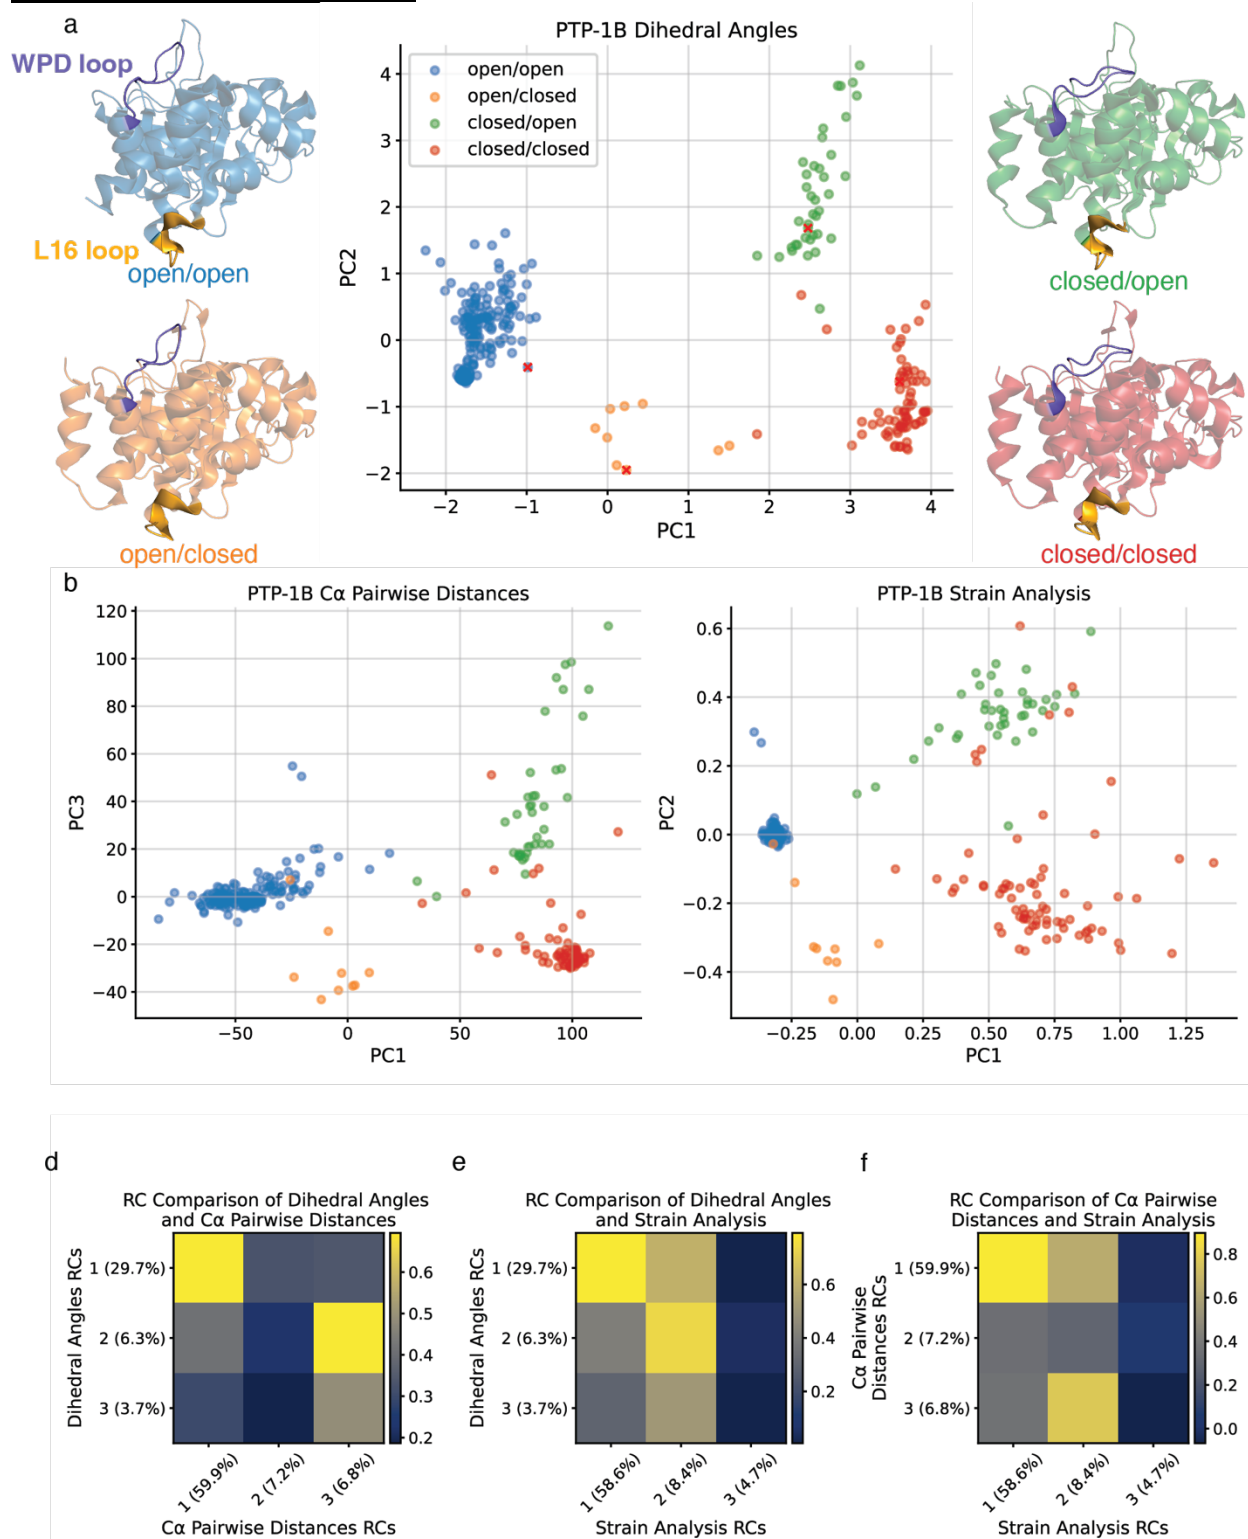 a
WPD loop
L16 loop
open/open
open/closed
PTP-1B Dihedral Angles
open/open
open/closed
closed/open
closed/closed
PC2
4
3
2
1
0
−1
−2
−2 −1 0 1 2 3 4
PC1
closed/open
closed/closed
b
PTP-1B Cα Pairwise Distances
PC3
120
100
80
60
40
20
0
−20
−40
−50 0 50 100
PC1
PTP-1B Strain Analysis
PC2
0.6
0.4
0.2
0.0
−0.2
−0.4
−0.25 0.00 0.25 0.50 0.75 1.00 1.25
PC1
d
RC Comparison of Dihedral Angles
and Cα Pairwise Distances
Dihedral Angles RCs
1 (29.7%)
2 (6.3%)
3 (3.7%)
1 (59.9%)
2 (7.2%)
3 (6.8%)
Cα Pairwise Distances RCs
0.6
0.5
0.4
0.3
0.2
e
RC Comparison of Dihedral Angles
and Strain Analysis
Dihedral Angles RCs
1 (29.7%)
2 (6.3%)
3 (3.7%)
1 (58.6%)
2 (8.4%)
3 (4.7%)
Strain Analysis RCs
0.6
0.4
0.2
f
RC Comparison of Cα Pairwise
Distances and Strain Analysis
Cα Pairwise
Distances RCs
1 (59.9%)
2 (7.2%)
3 (6.8%)
1 (58.6%)
2 (8.4%)
3 (4.7%)
Strain Analysis RCs
0.8
0.6
0.4
0.2
0.0